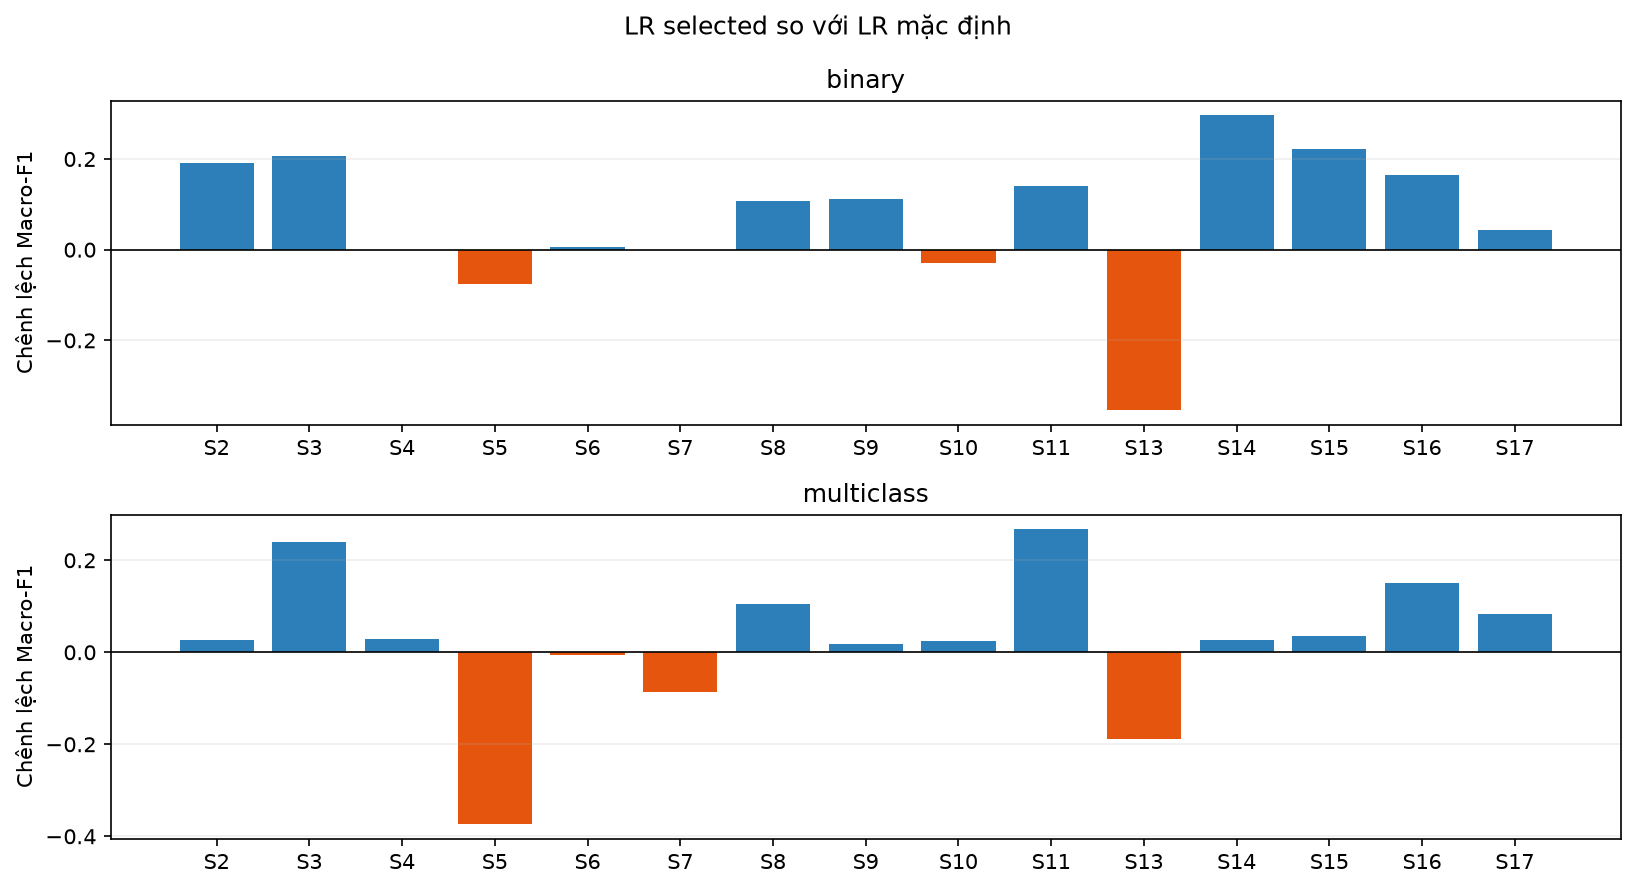 LR selected so với LR mặc định
binary
Chênh lệch Macro-F1
0.2
0.0
−0.2
S2 S3 S4 S5 S6 S7 S8 S9 S10 S11 S13 S14 S15 S16 S17
multiclass
Chênh lệch Macro-F1
0.2
0.0
−0.2
−0.4
S2 S3 S4 S5 S6 S7 S8 S9 S10 S11 S13 S14 S15 S16 S17